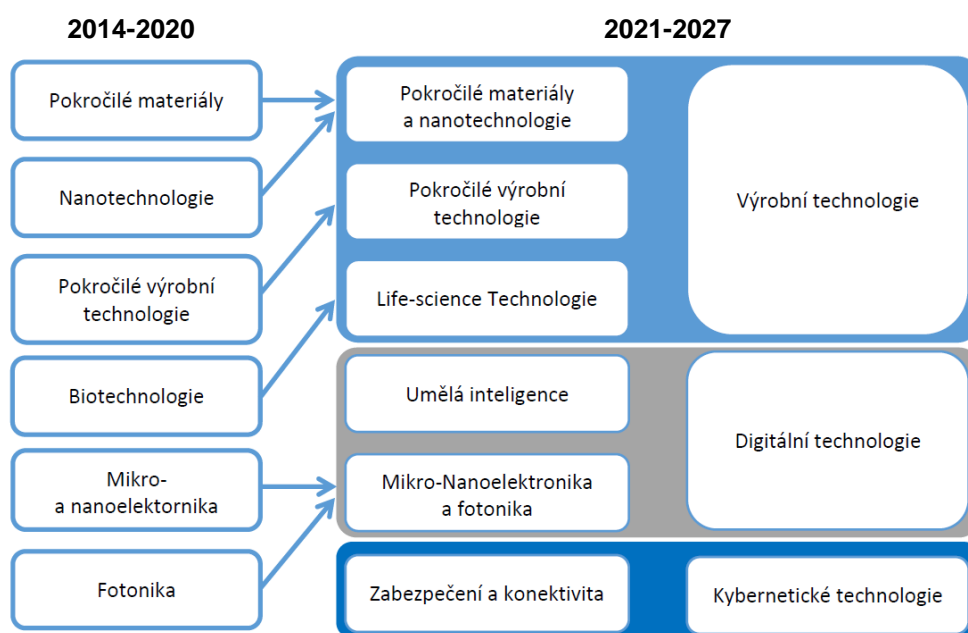 2014-2020
2021-2027
Pokročilé materiály
Nanotechnologie
Pokročilé výrobní
technologie
Biotechnologie
Mikro-
a nanoelektornika
Fotonika
Pokročilé materiály
a nanotechnologie
Pokročilé výrobní
technologie
Life-science Technologie
Umělá inteligence
Mikro-Nanoelektronika
a fotonika
Zabezpečení a konektivita
Výrobní technologie
Digitální technologie
Kybernetické technologie